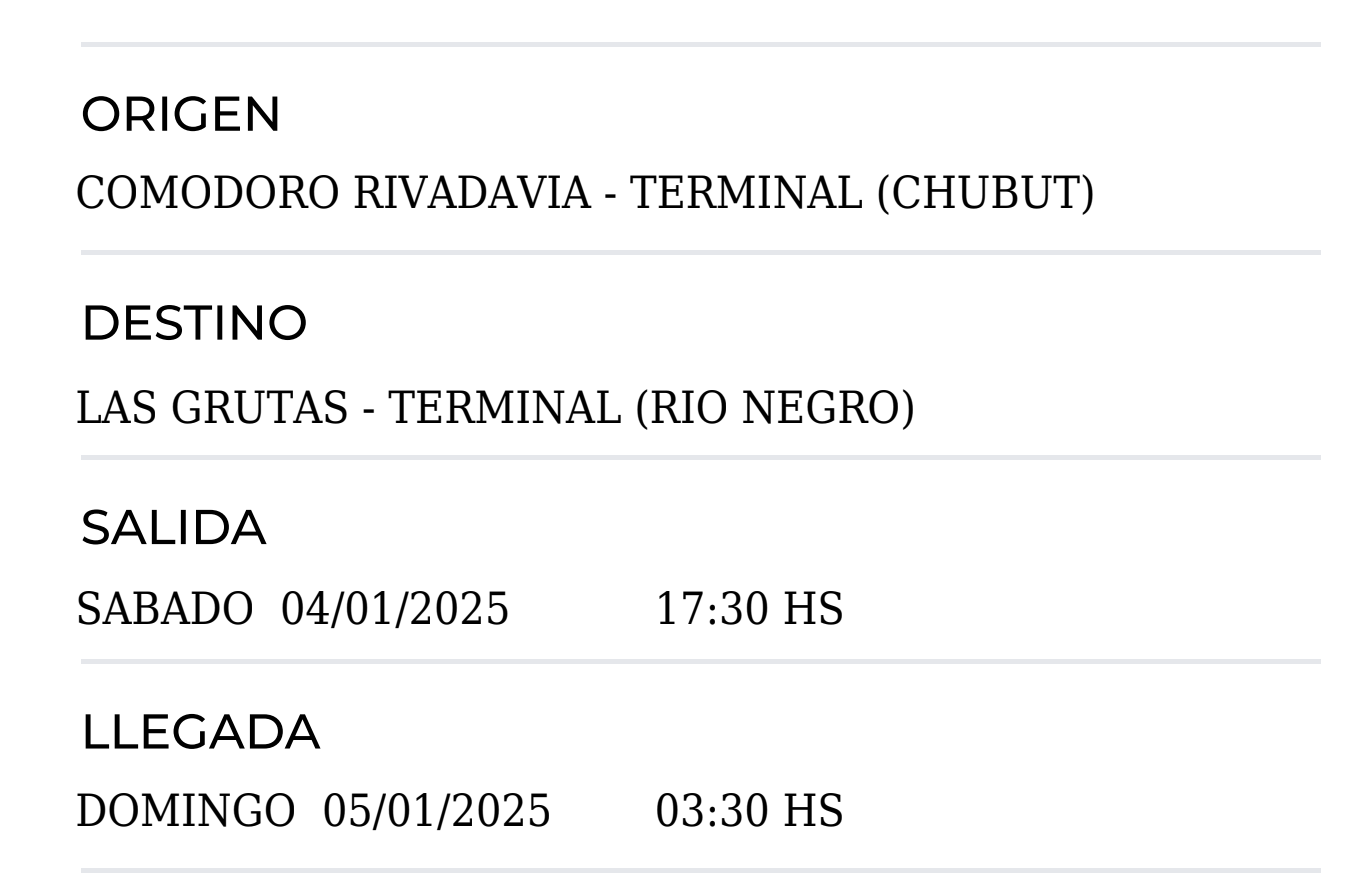 ORIGEN
COMODORO RIVADAVIA - TERMINAL (CHUBUT)
DESTINO
LAS GRUTAS - TERMINAL (RIO NEGRO)
SALIDA
SABADO 04/01/2025 17:30 HS
LLEGADA
DOMINGO 05/01/2025 03:30 HS